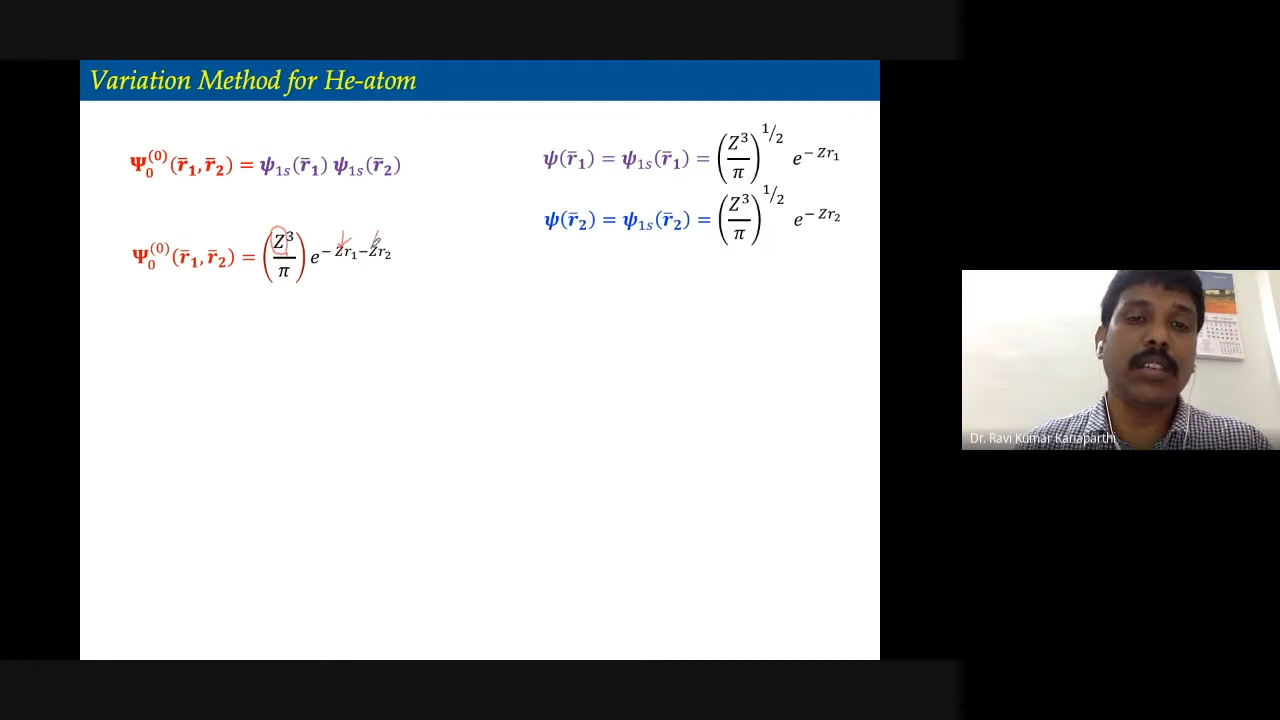 Variation Method for He-atom
Ψ₀⁽⁰⁾(r̄₁, r̄₂) = ψ₁ₛ(r̄₁) ψ₁ₛ(r̄₂)
ψ(r̄₁) = ψ₁ₛ(r̄₁) = (Z³/π)^{1/2} e^{− Zr₁}
ψ(r̄₂) = ψ₁ₛ(r̄₂) = (Z³/π)^{1/2} e^{− Zr₂}
Ψ₀⁽⁰⁾(r̄₁, r̄₂) = (Z³/π) e^{− Zr₁−Zr₂}
Dr. Ravi Kumar Kanaparthi